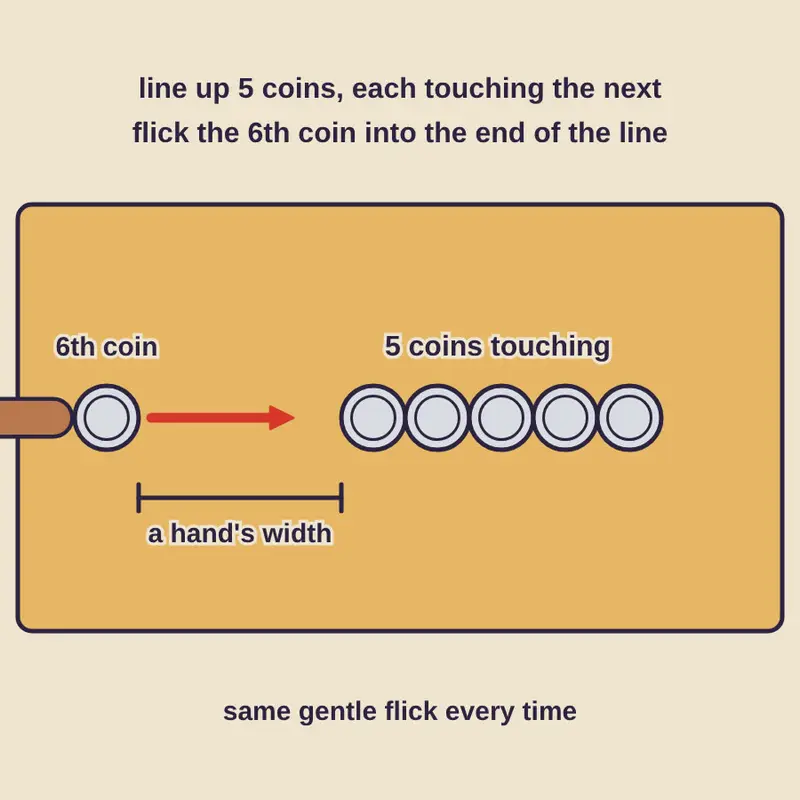 line up 5 coins, each touching the next
flick the 6th coin into the end of the line
6th coin
5 coins touching
a hand's width
same gentle flick every time